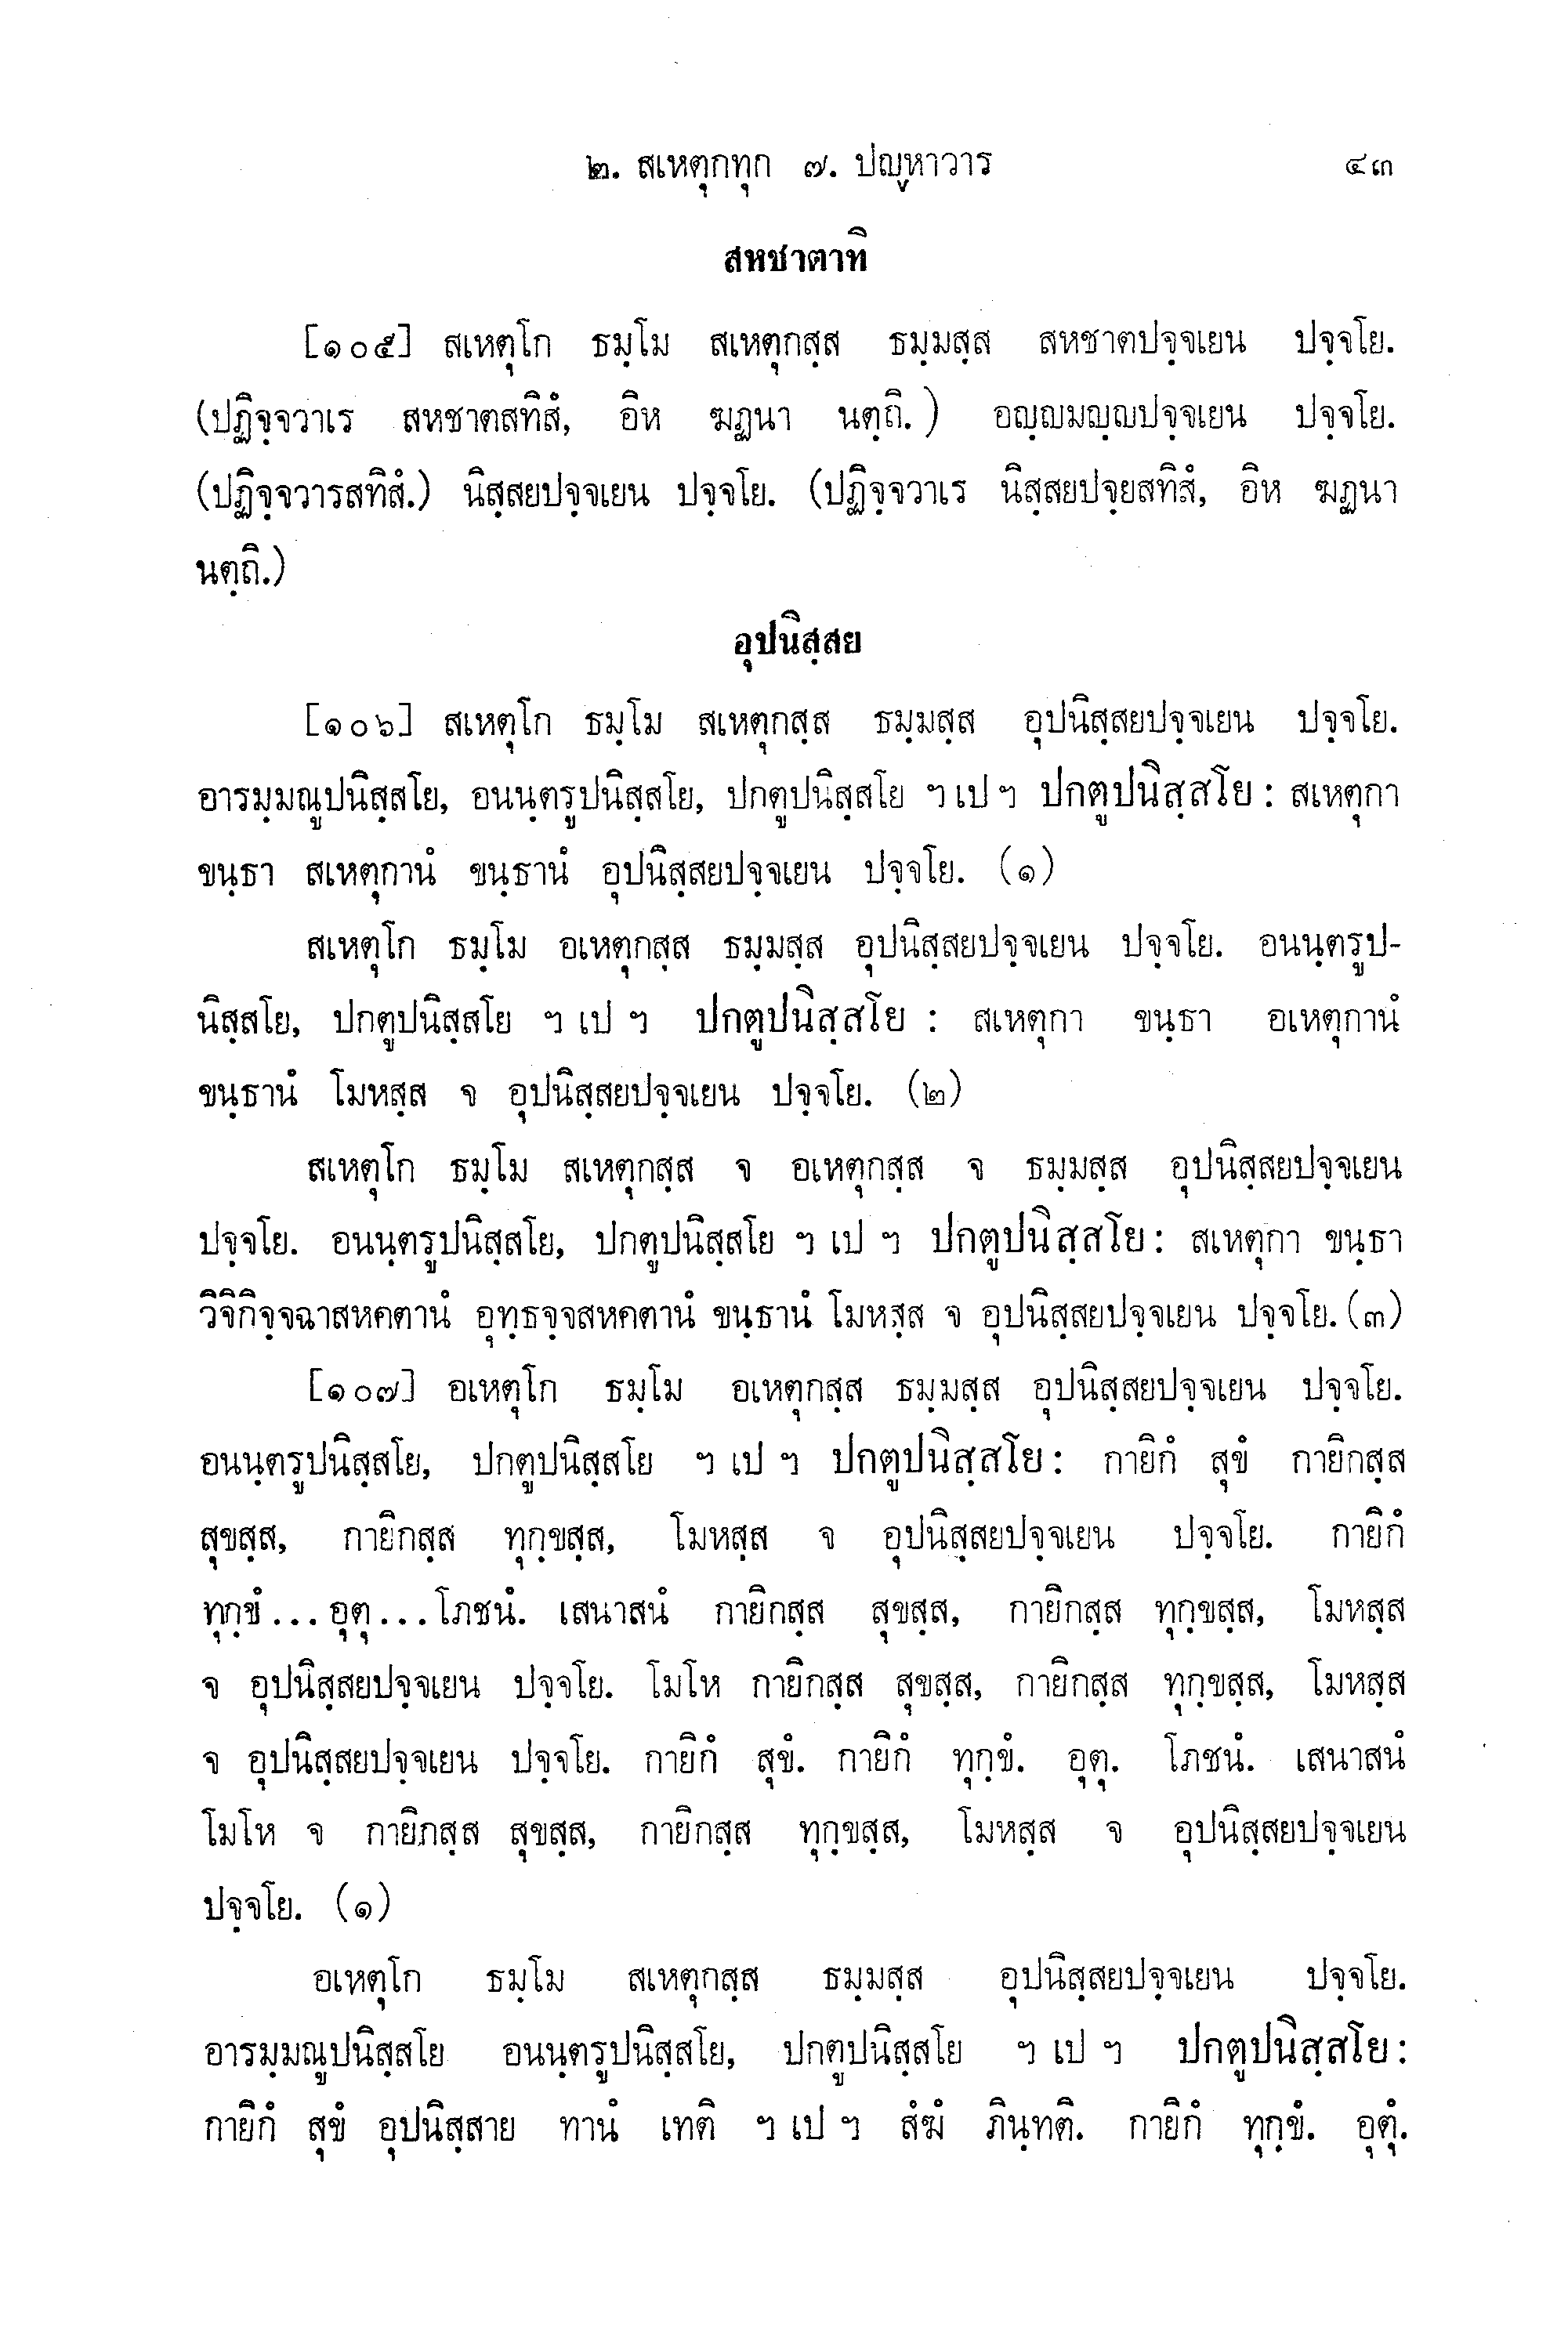 ๒. สเหตุกทุก ๗. ปญฺหาวาร ๔๓
สหชาตาทิ
[๑๐๕] สเหตุโก ธมฺโม สเหตุกสฺส ธมฺมสฺส สหชาตปจฺจเยน ปจฺจโย.
(ปฏิจฺจวาเร สหชาตสทิสํ, อิห ฆฏนา นตฺถิ.) อญฺญมญฺญปจฺจเยน ปจฺจโย.
(ปฏิจฺจวารสทิสํ.) นิสฺสยปจฺจเยน ปจฺจโย. (ปฏิจฺจวาเร นิสฺสยปจฺยสทิสํ, อิห ฆฏนา
นตฺถิ.)
อุปนิสฺสย
[๑๐๖] สเหตุโก ธมฺโม สเหตุกสฺส ธมฺมสฺส อุปนิสฺสยปจฺจเยน ปจฺจโย.
อารมฺมณูปนิสฺสโย, อนนฺตรูปนิสฺสโย, ปกตูปนิสฺสโย ฯ เป ฯ ปกตูปนิสฺสโย : สเหตุกา
ขนฺธา สเหตุกานํ ขนฺธานํ อุปนิสฺสยปจฺจเยน ปจฺจโย. (๑)
สเหตุโก ธมฺโม อเหตุกสฺส ธมฺมสฺส อุปนิสฺสยปจฺจเยน ปจฺจโย. อนนฺตรูป-
นิสฺสโย, ปกตูปนิสฺสโย ฯ เป ฯ ปกตูปนิสฺสโย : สเหตุกา ขนฺธา อเหตุกานํ
ขนฺธานํ โมหสฺส จ อุปนิสฺสยปจฺจเยน ปจฺจโย. (๒)
สเหตุโก ธมฺโม สเหตุกสฺส จ อเหตุกสฺส จ ธมฺมสฺส อุปนิสฺสยปจฺจเยน
ปจฺจโย. อนนฺตรูปนิสฺสโย, ปกตูปนิสฺสโย ฯ เป ฯ ปกตูปนิสฺสโย : สเหตุกา ขนฺธา
วิจิกิจฺจฉาสหคตานํ อุทฺธจฺจสหคตานํ ขนฺธานํ โมหสฺส จ อุปนิสฺสยปจฺจเยน ปจฺจโย. (๓)
[๑๐๗] อเหตุโก ธมฺโม อเหตุกสฺส ธมฺมสฺส อุปนิสฺสยปจฺจเยน ปจฺจโย.
อนนฺตรูปนิสฺสโย, ปกตูปนิสฺสโย ฯ เป ฯ ปกตูปนิสฺสโย : กายิกํ สุขํ กายิกสฺส
สุขสฺส, กายิกสฺส ทุกฺขสฺส, โมหสฺส จ อุปนิสฺสยปจฺจเยน ปจฺจโย. กายิกํ
ทุกฺขํ ... อุตุ ... โภชนํ. เสนาสนํ กายิกสฺส สุขสฺส, กายิกสฺส ทุกฺขสฺส, โมหสฺส
จ อุปนิสฺสยปจฺจเยน ปจฺจโย. โมโห กายิกสฺส สุขสฺส, กายิกสฺส ทุกฺขสฺส, โมหสฺส
จ อุปนิสฺสยปจฺจเยน ปจฺจโย. กายิกํ สุขํ. กายิกํ ทุกฺขํ. อุตุ. โภชนํ. เสนาสนํ
โมโห จ กายิกสฺส สุขสฺส, กายิกสฺส ทุกฺขสฺส, โมหสฺส จ อุปนิสฺสยปจฺจเยน
ปจฺจโย. (๑)
อเหตุโก ธมฺโม สเหตุกสฺส ธมฺมสฺส อุปนิสฺสยปจฺจเยน ปจฺจโย.
อารมฺมณูปนิสฺสโย อนนฺตรูปนิสฺสโย, ปกตูปนิสฺสโย ฯ เป ฯ ปกตูปนิสฺสโย :
กายิกํ สุขํ อุปนิสฺสาย ทานํ เทติ ฯ เป ฯ สํฆํ ภินฺทติ. กายิกํ ทุกฺขํ. อุตุํ.